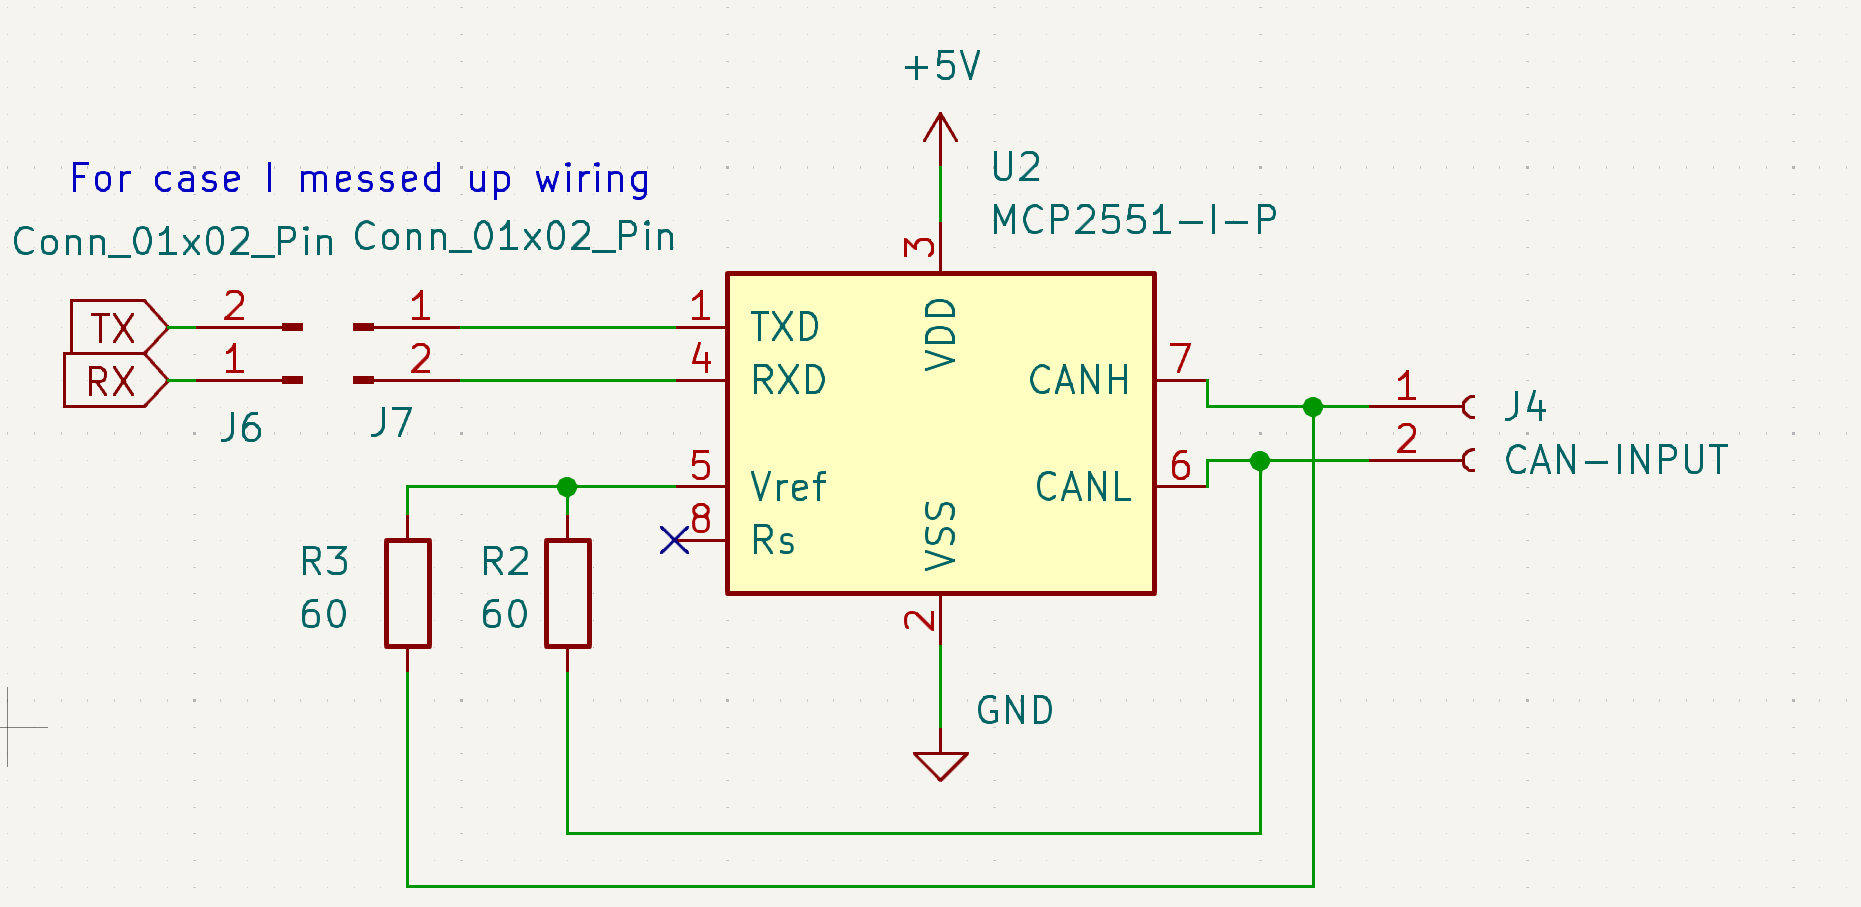 +5V
For case I messed up wiring
U2
MCP2551-I-P
Conn_01x02_Pin
Conn_01x02_Pin
3
TX
2
1
1
TXD
VDD
RX
1
2
4
RXD
CANH
7
1
J4
J6
J7
2
CAN-INPUT
5
Vref
CANL
6
8
Rs
VSS
R3
60
R2
60
2
GND